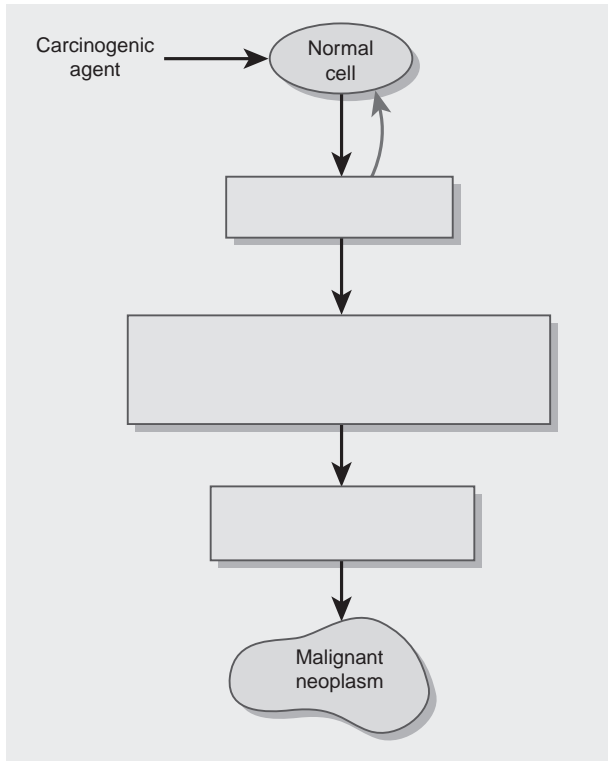 Carcinogenic
agent
Normal
cell
Malignant
neoplasm